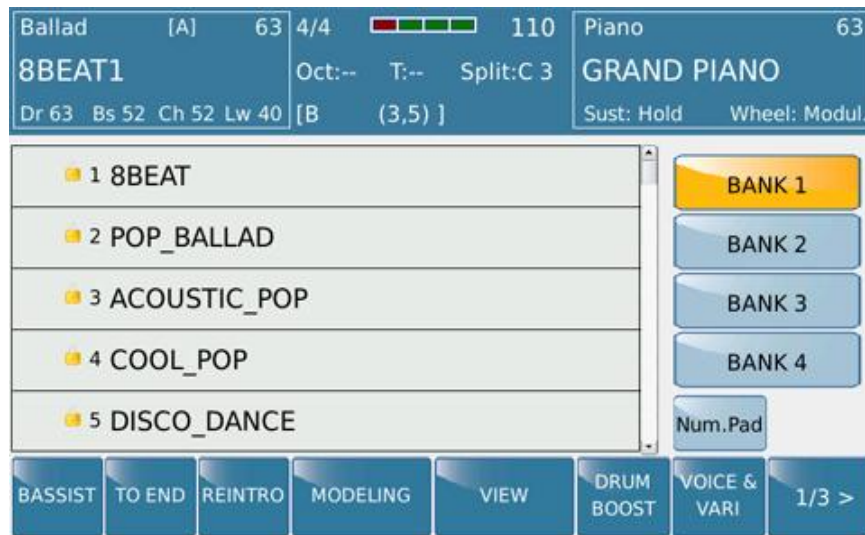 Ballad [A] 63 4/4 110 Piano 63
8BEAT1 Oct:-- T:-- Split:C 3 GRAND PIANO
Dr 63 Bs 52 Ch 52 Lw 40 [B (3,5) ] Sust: Hold Wheel: Modul.
1 8BEAT
2 POP_BALLAD
3 ACOUSTIC_POP
4 COOL_POP
5 DISCO_DANCE
BANK 1
BANK 2
BANK 3
BANK 4
Num.Pad
BASSIST TO END REINTRO MODELING VIEW DRUM BOOST VOICE & VARI 1/3 >